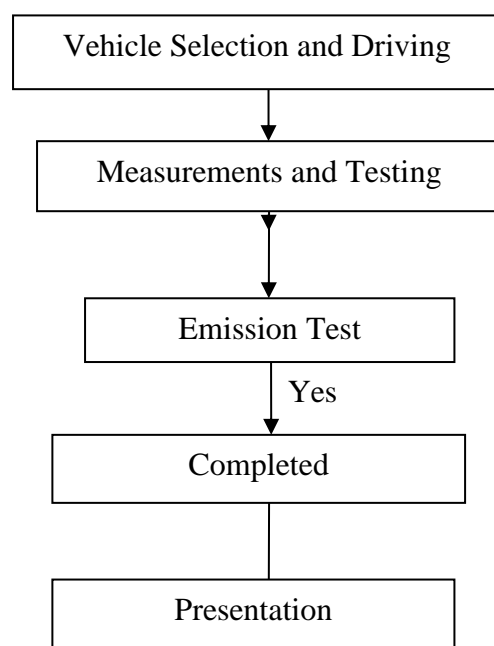 Vehicle Selection and Driving
Measurements and Testing
Emission Test
Yes
Completed
Presentation